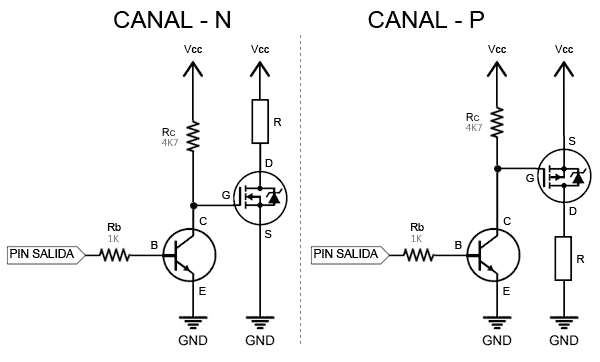 CANAL - N
Vcc
Vcc
Rc
4K7
R
D
G
S
Rb
1K
C
B
E
PIN SALIDA
GND
GND
CANAL - P
Vcc
Vcc
Rc
4K7
S
G
D
Rb
1K
C
B
E
R
PIN SALIDA
GND
GND